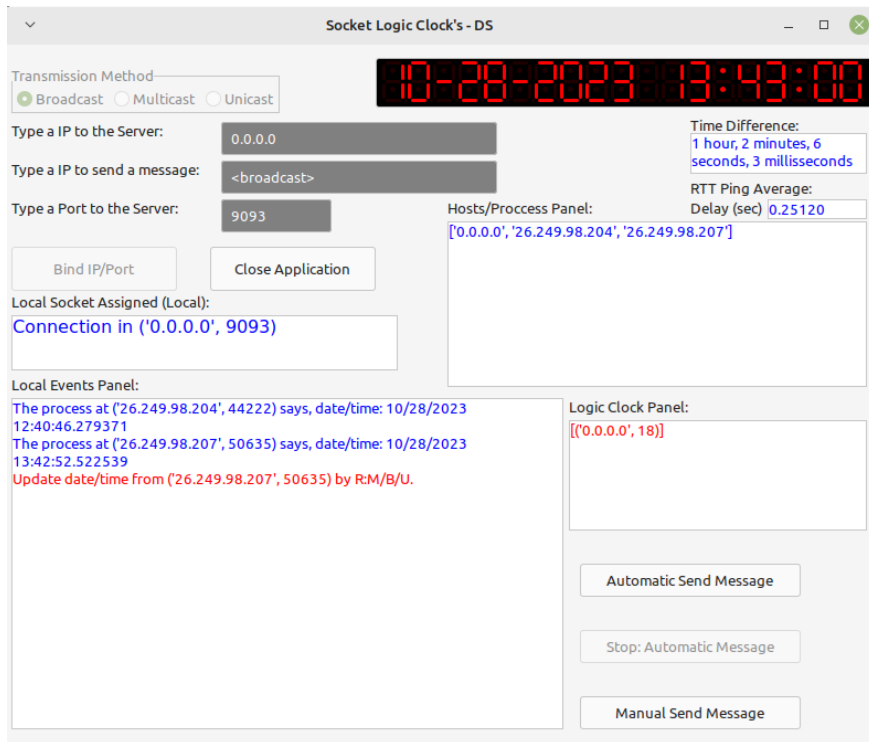 Socket Logic Clock's - DS
Transmission Method
Broadcast Multicast Unicast
10-28-2023 13:43:00
Type a IP to the Server:
0.0.0.0
Time Difference:
1 hour, 2 minutes, 6
seconds, 3 millisseconds
Type a IP to send a message:
<broadcast>
RTT Ping Average:
Delay (sec) 0.25120
Type a Port to the Server:
9093
Hosts/Proccess Panel:
['0.0.0.0', '26.249.98.204', '26.249.98.207']
Bind IP/Port
Close Application
Local Socket Assigned (Local):
Connection in ('0.0.0.0', 9093)
Local Events Panel:
The process at ('26.249.98.204', 44222) says, date/time: 10/28/2023
12:40:46.279371
The process at ('26.249.98.207', 50635) says, date/time: 10/28/2023
13:42:52.522539
Update date/time from ('26.249.98.207', 50635) by R:M/B/U.
Logic Clock Panel:
[('0.0.0.0', 18)]
Automatic Send Message
Stop: Automatic Message
Manual Send Message